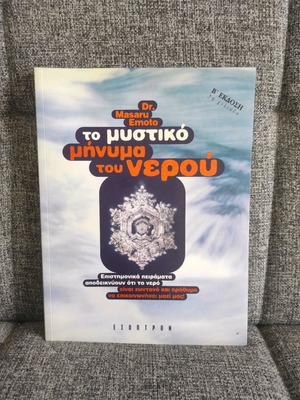 Β' ΕΚΔΟΣΗ
Dr.
Masaru
Emoto
το μυστικό
μήνυμα
του νερού
Επιστημονικά πειράματα
αποδεικνύουν ότι το νερό
είναι ζωντανό και πρόθυμο
να επικοινωνήσει μαζί μας!
ΕΣΟΠΤΡΟΝ